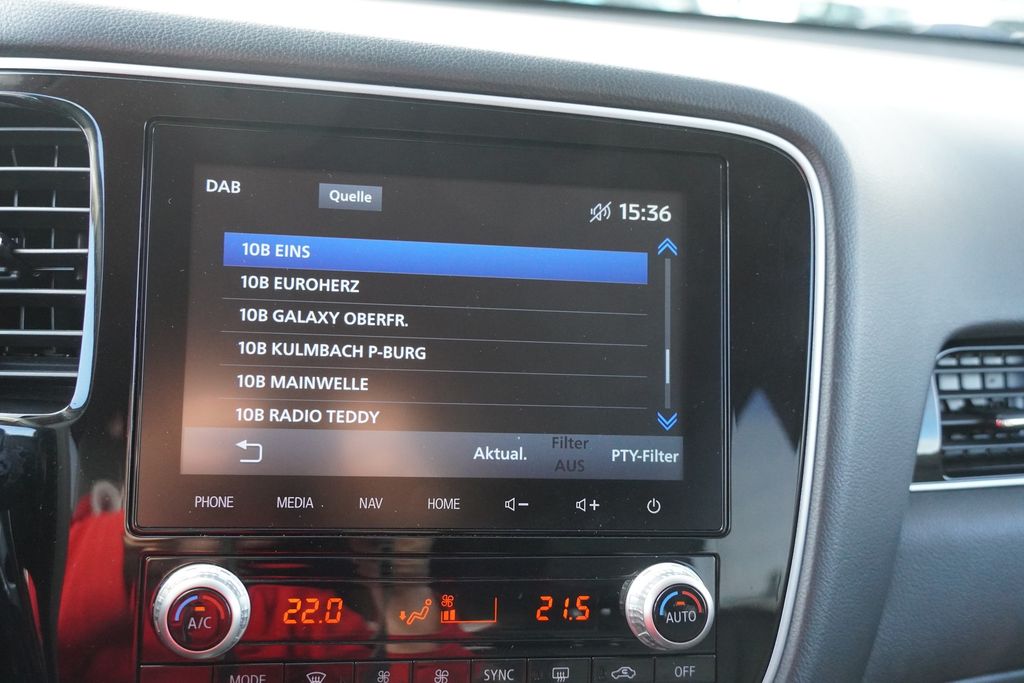 DAB Quelle
15:36
10B EINS
10B EUROHERZ
10B GALAXY OBERFR.
10B KULMBACH P-BURG
10B MAINWELLE
10B RADIO TEDDY
Aktual. Filter AUS PTY-Filter
PHONE MEDIA NAV HOME
22.0 21.5
A/C AUTO
MODE SYNC OFF